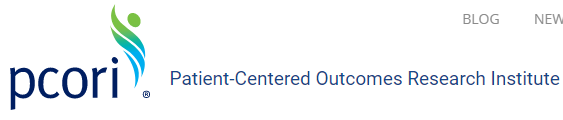 BLOG NEW
pcori®
Patient-Centered Outcomes Research Institute